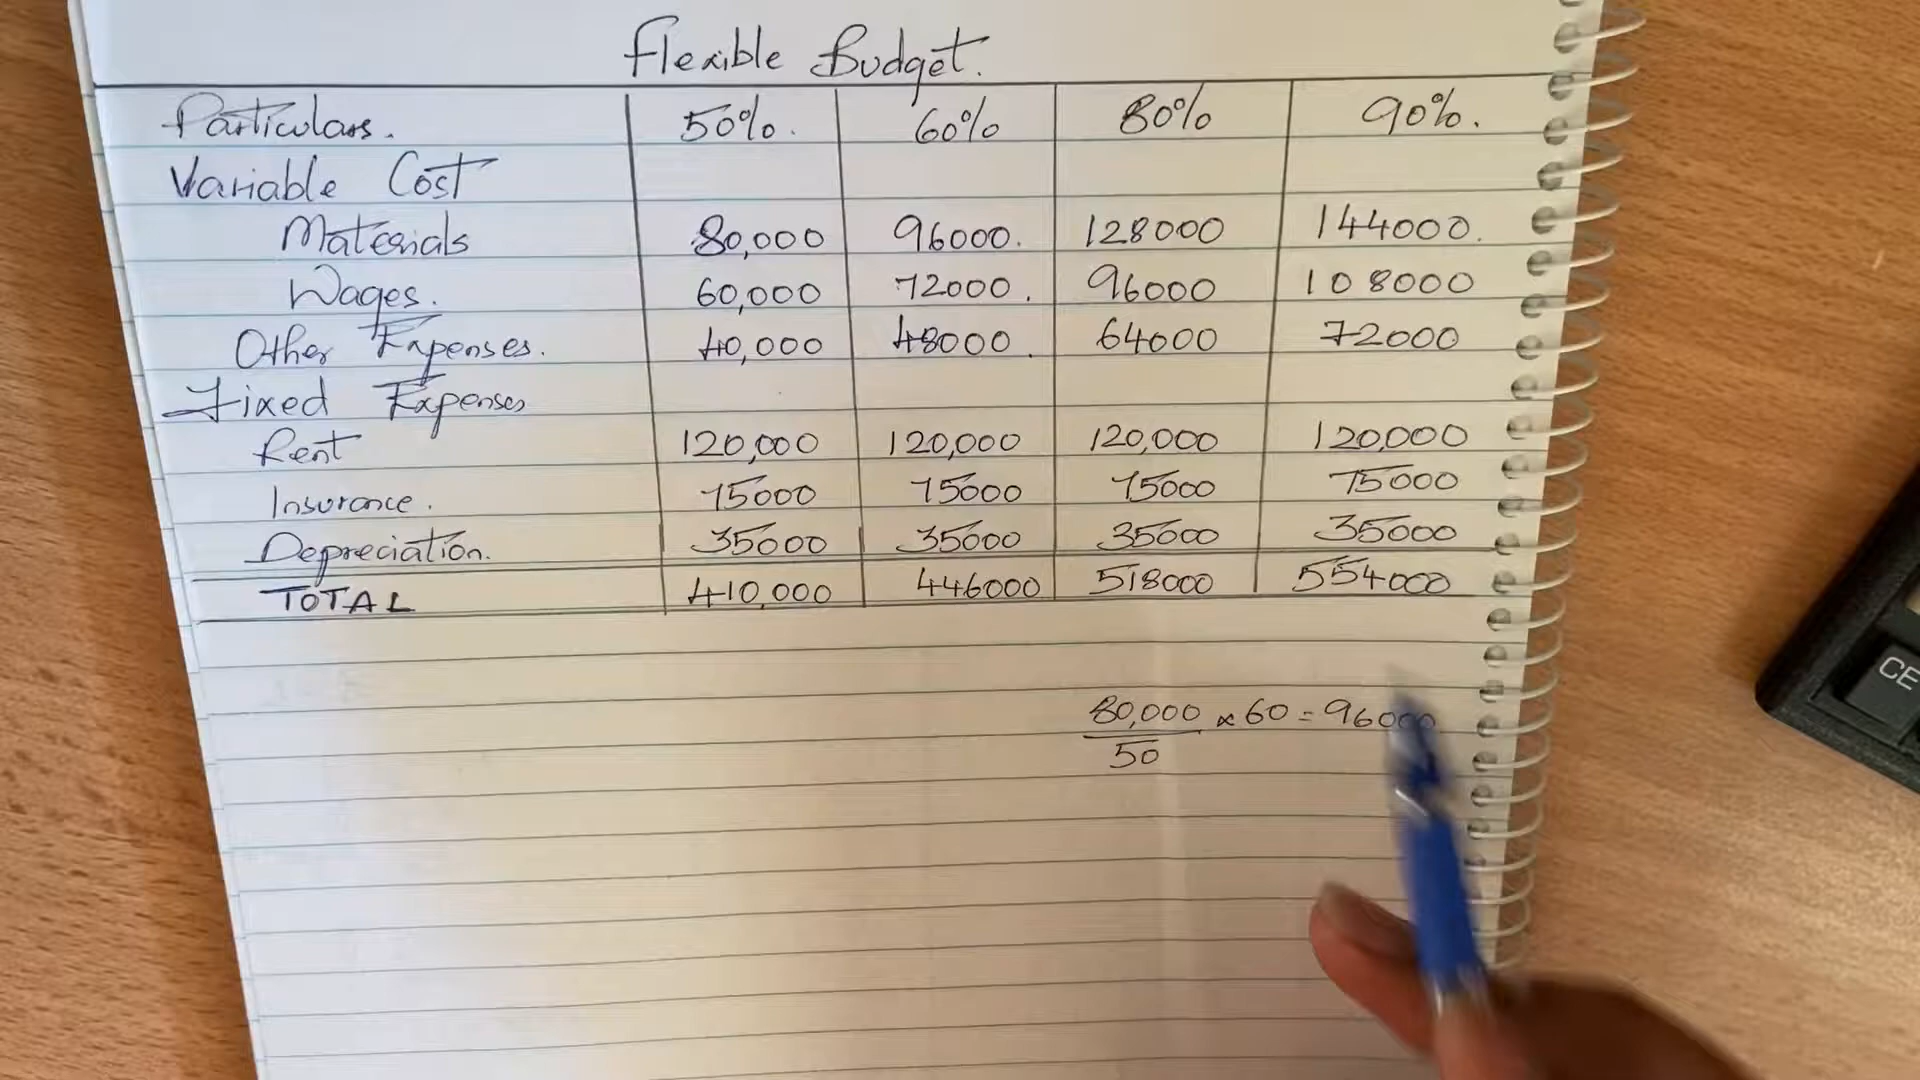 Flexible Budget.
Particulars. 50%. 60% 80% 90%.
Variable Cost
Materials 80,000 96000. 128000 144000.
Wages. 60,000 72000. 96000 108000
Other Expenses. 40,000 48000. 64000 72000
Fixed Expenses
Rent 120,000 120,000 120,000 120,000
Insurance. 75000 75000 75000 75000
Depreciation. 35000 35000 35000 35000
TOTAL 410,000 446000 518000 554000
80,000 × 60 = 96000
50
CE